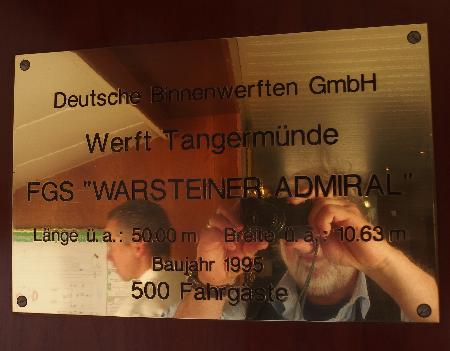 Deutsche Binnenwerften GmbH
Werft Tangermünde
FGS "WARSTEINER ADMIRAL"
Länge ü.a.: 50.00 m Breite ü.a.: 10.63 m
Baujahr 1995
500 Fahrgäste